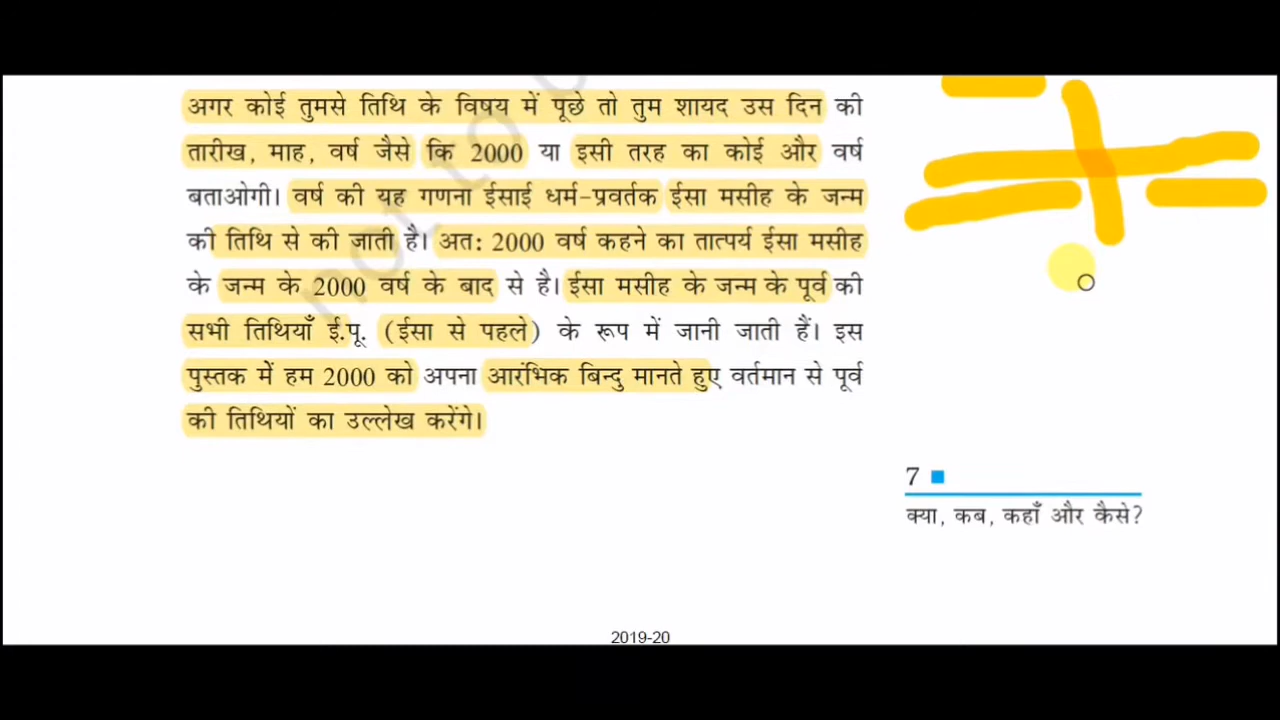 अगर कोई तुमसे तिथि के विषय में पूछे तो तुम शायद उस दिन की
तारीख, माह, वर्ष जैसे कि 2000 या इसी तरह का कोई और वर्ष
बताओगी। वर्ष की यह गणना ईसाई धर्म-प्रवर्तक ईसा मसीह के जन्म
की तिथि से की जाती है। अत: 2000 वर्ष कहने का तात्पर्य ईसा मसीह
के जन्म के 2000 वर्ष के बाद से है। ईसा मसीह के जन्म के पूर्व की
सभी तिथियाँ ई.पू. (ईसा से पहले) के रूप में जानी जाती हैं। इस
पुस्तक में हम 2000 को अपना आरंभिक बिन्दु मानते हुए वर्तमान से पूर्व
की तिथियों का उल्लेख करेंगे।
7
क्या, कब, कहाँ और कैसे?
2019-20